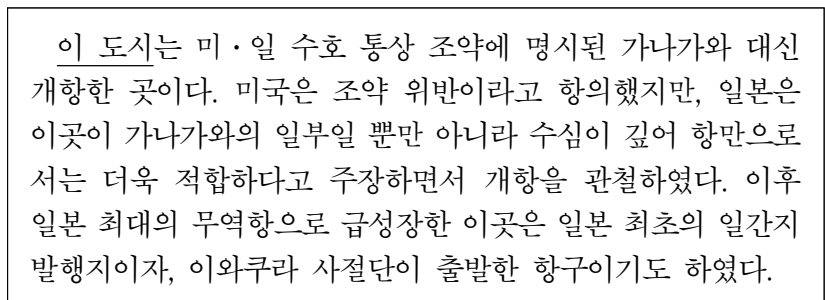 이 도시는 미·일 수호 통상 조약에 명시된 가나가와 대신
개항한 곳이다. 미국은 조약 위반이라고 항의했지만, 일본은
이곳이 가나가와의 일부일 뿐만 아니라 수심이 깊어 항만으로
서는 더욱 적합하다고 주장하면서 개항을 관철하였다. 이후
일본 최대의 무역항으로 급성장한 이곳은 일본 최초의 일간지
발행지이자, 이와쿠라 사절단이 출발한 항구이기도 하였다.